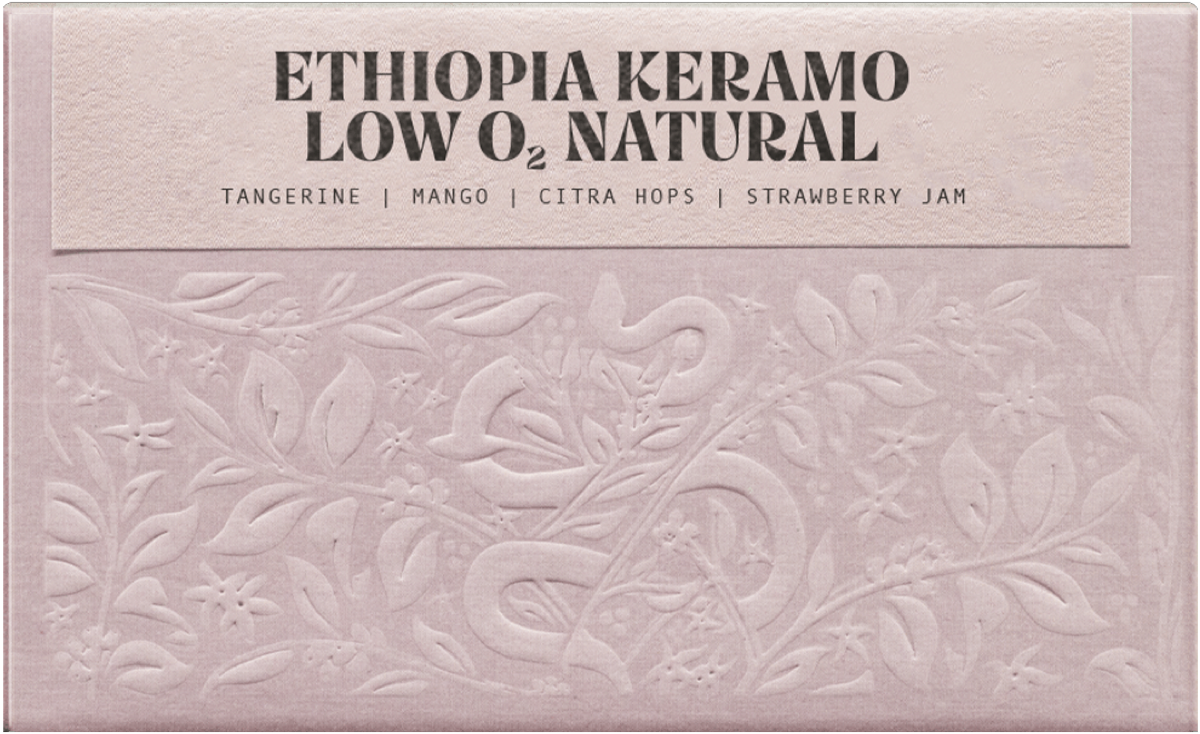 ETHIOPIA KERAMO
LOW O₂ NATURAL
TANGERINE | MANGO | CITRA HOPS | STRAWBERRY JAM